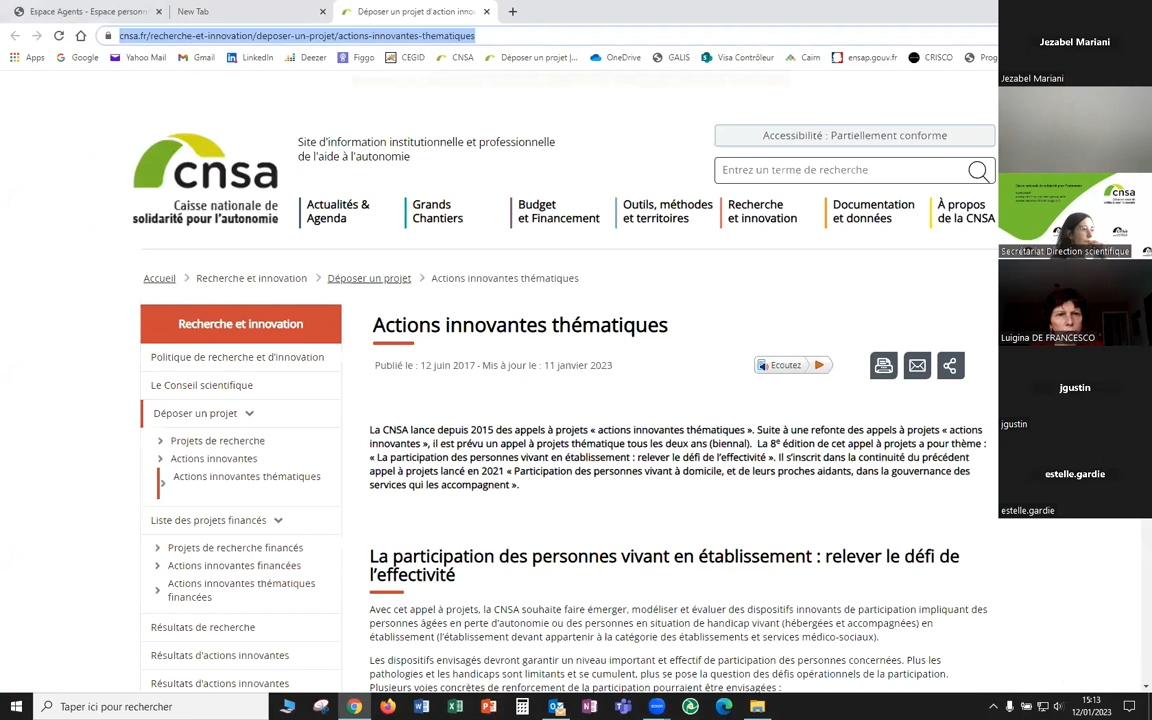 Espace Agents - Espace personn
New Tab
Déposer un projet d'action inno
cnsa.fr/recherche-et-innovation/deposer-un-projet/actions-innovantes-thematiques
Apps
Google
Yahoo Mail
Gmail
LinkedIn
Deezer
Figgo
CEGID
CNSA
Déposer un projet |...
OneDrive
GALIS
Visa Contrôleur
Cairn
ensap.gouv.fr
CRISCO
Prog
cnsa
Caisse nationale de
solidarité pour l'autonomie
Site d'information institutionnelle et professionnelle
de l'aide à l'autonomie
Accessibilité : Partiellement conforme
Entrez un terme de recherche
Actualités &
Agenda
Grands
Chantiers
Budget
et Financement
Outils, méthodes
et territoires
Recherche
et innovation
Documentation
et données
À propos
de la CNSA
Accueil
Recherche et innovation
Déposer un projet
Actions innovantes thématiques
Recherche et innovation
Politique de recherche et d'innovation
Le Conseil scientifique
Déposer un projet
Projets de recherche
Actions innovantes
Actions innovantes thématiques
Liste des projets financés
Projets de recherche financés
Actions innovantes financées
Actions innovantes thématiques
financées
Résultats de recherche
Résultats d'actions innovantes
Résultats d'actions innovantes
Actions innovantes thématiques
Publié le : 12 juin 2017 - Mis à jour le : 11 janvier 2023
Ecoutez
La CNSA lance depuis 2015 des appels à projets « actions innovantes thématiques ». Suite à une refonte des appels à projets « actions
innovantes », il est prévu un appel à projets thématique tous les deux ans (biennal). La 8e édition de cet appel à projets a pour thème :
« La participation des personnes vivant en établissement : relever le défi de l'effectivité ». Il s'inscrit dans la continuité du précédent
appel à projets lancé en 2021 « Participation des personnes vivant à domicile, et de leurs proches aidants, dans la gouvernance des
services qui les accompagnent ».
La participation des personnes vivant en établissement : relever le défi de
l'effectivité
Avec cet appel à projets, la CNSA souhaite faire émerger, modéliser et évaluer des dispositifs innovants de participation impliquant des
personnes âgées en perte d'autonomie ou des personnes en situation de handicap vivant (hébergées et accompagnées) en
établissement (l'établissement devant appartenir à la catégorie des établissements et services médico-sociaux).
Les dispositifs envisagés devront garantir un niveau important et effectif de participation des personnes concernées. Plus les
pathologies et les handicaps sont limitants et se cumulent, plus se pose la question des défis opérationnels de la participation.
Plusieurs voies concrètes de renforcement de la participation pourraient être envisagées :
Jezabel Mariani
Jezabel Mariani
cnsa
Secrétariat Direction scientifique
Luigina DE FRANCESCO
jgustin
jgustin
estelle.gardie
estelle.gardie
Taper ici pour rechercher
15:13
12/01/2023